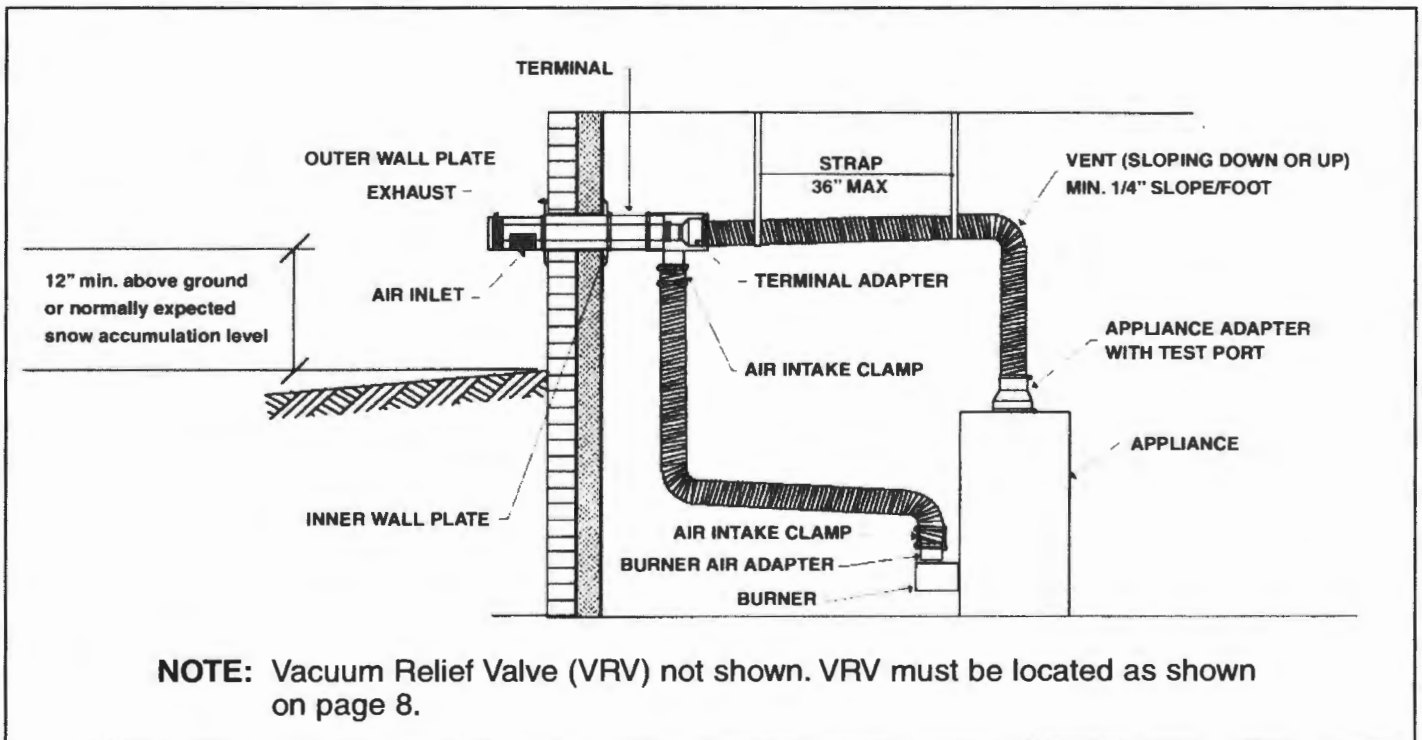 TERMINAL
OUTER WALL PLATE
EXHAUST
STRAP
36" MAX
VENT (SLOPING DOWN OR UP)
MIN. 1/4" SLOPE/FOOT
12" min. above ground
or normally expected
snow accumulation level
AIR INLET
TERMINAL ADAPTER
APPLIANCE ADAPTER
WITH TEST PORT
AIR INTAKE CLAMP
APPLIANCE
INNER WALL PLATE
AIR INTAKE CLAMP
BURNER AIR ADAPTER
BURNER
NOTE: Vacuum Relief Valve (VRV) not shown. VRV must be located as shown
on page 8.